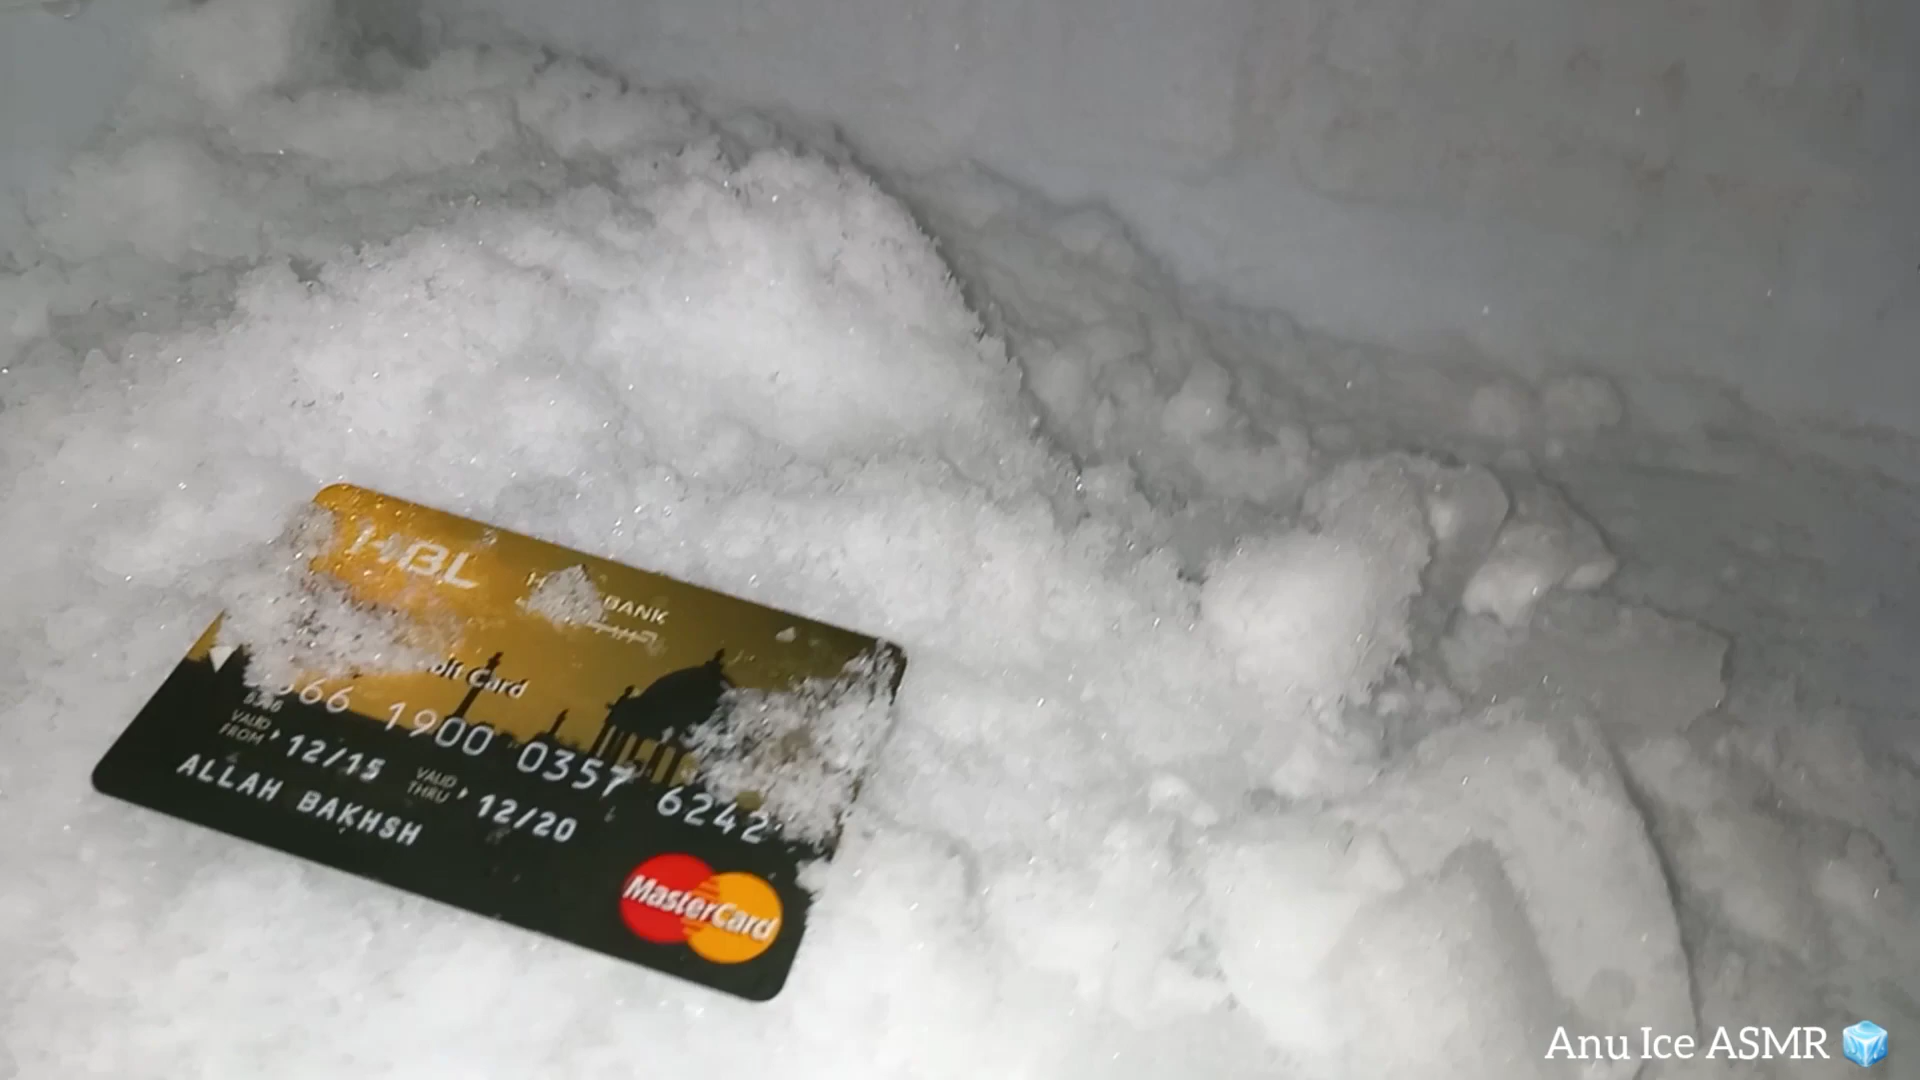 HBL
BANK
Card
66 1900 0357 6242
VALID FROM 12/15 VALID THRU 12/20
ALLAH BAKHSH
MasterCard
Anu Ice ASMR